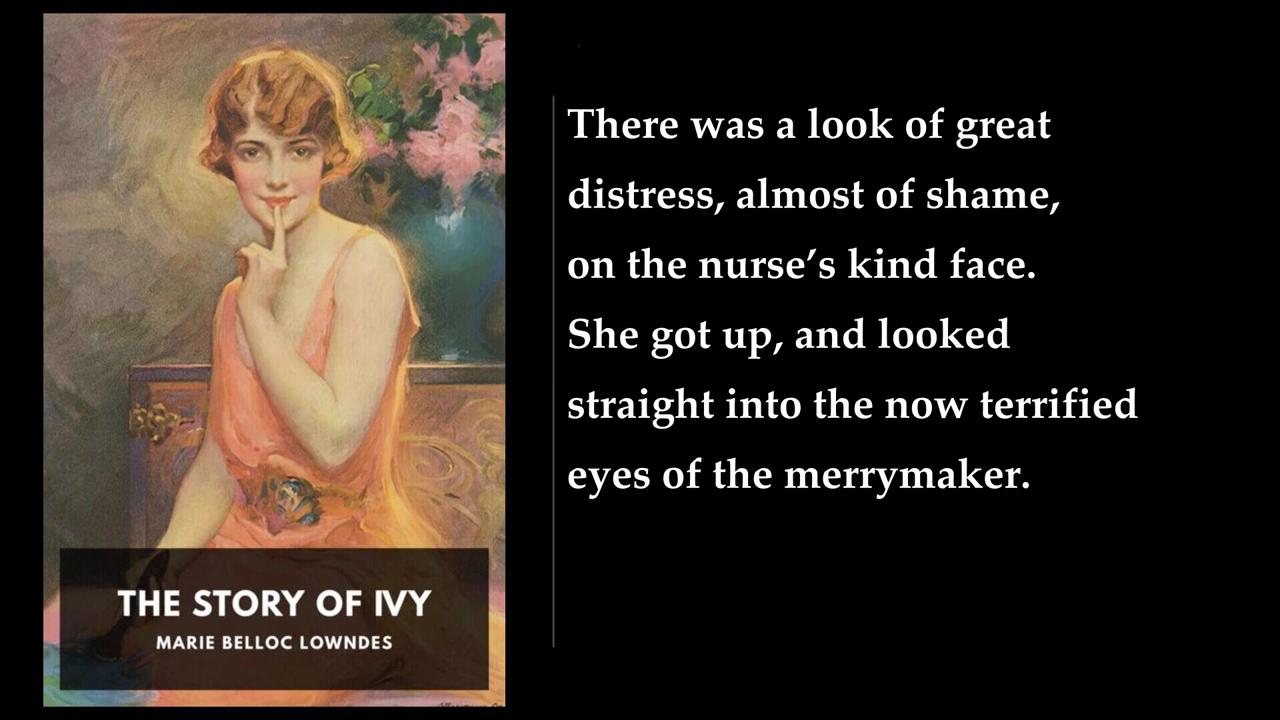 THE STORY OF IVY
MARIE BELLOC LOWNDES
There was a look of great
distress, almost of shame,
on the nurse’s kind face.
She got up, and looked
straight into the now terrified
eyes of the merrymaker.